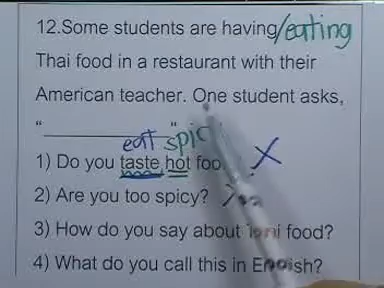 12.Some students are having/eating
Thai food in a restaurant with their
American teacher. One student asks,
"____________"
eat spic
1) Do you taste hot foo
2) Are you too spicy?
3) How do you say about food?
4) What do you call this in English?